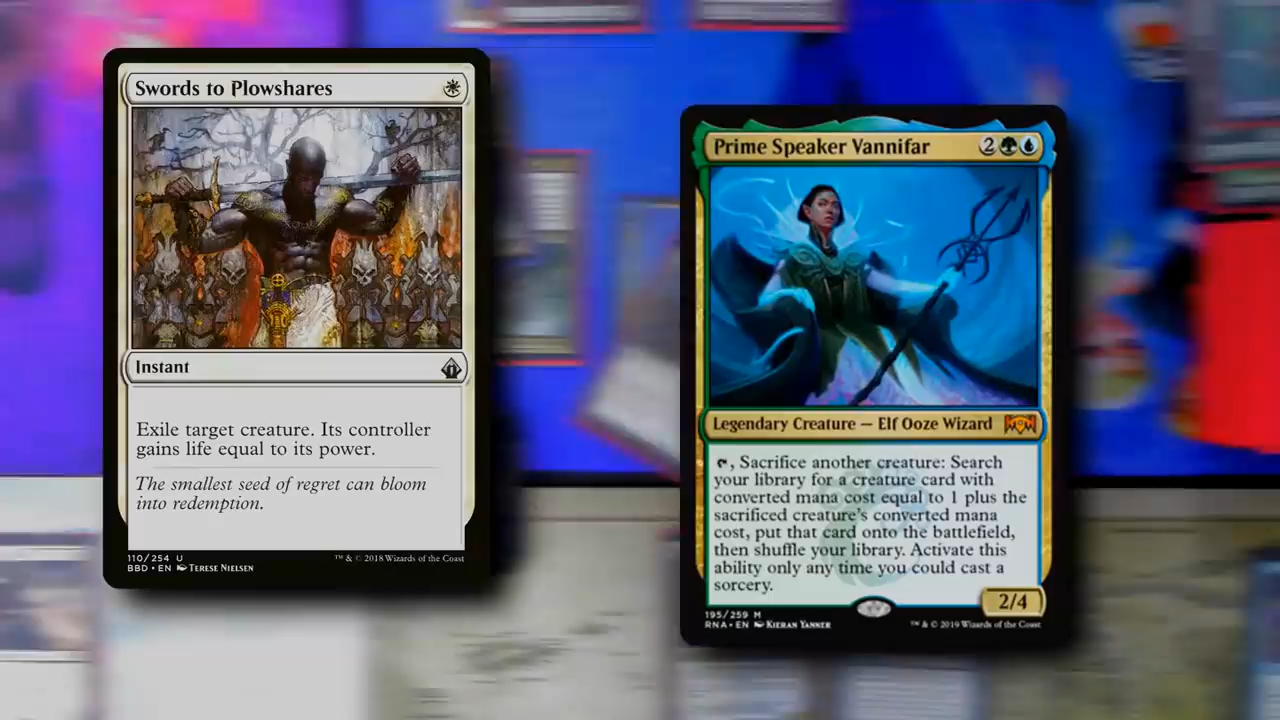 Swords to Plowshares
Instant
Exile target creature. Its controller
gains life equal to its power.
The smallest seed of regret can bloom
into redemption.
110/254 U
BBD • EN Terese Nielsen
™ & © 2018 Wizards of the Coast
Prime Speaker Vannifar
2
Legendary Creature — Elf Ooze Wizard
, Sacrifice another creature: Search
your library for a creature card with
converted mana cost equal to 1 plus the
sacrificed creature's converted mana
cost, put that card onto the battlefield,
then shuffle your library. Activate this
ability only any time you could cast a
sorcery.
2/4
195/259 M
RNA • EN Kieran Yanner
™ & © 2019 Wizards of the Coast